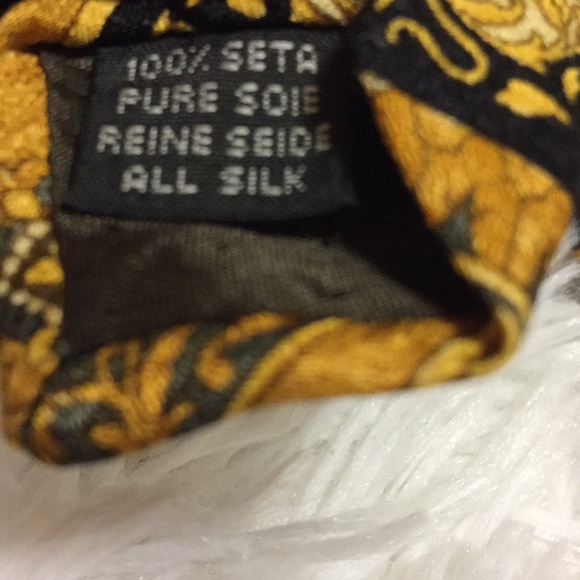 100% SETA
PURE SOIE
REINE SEIDE
ALL SILK